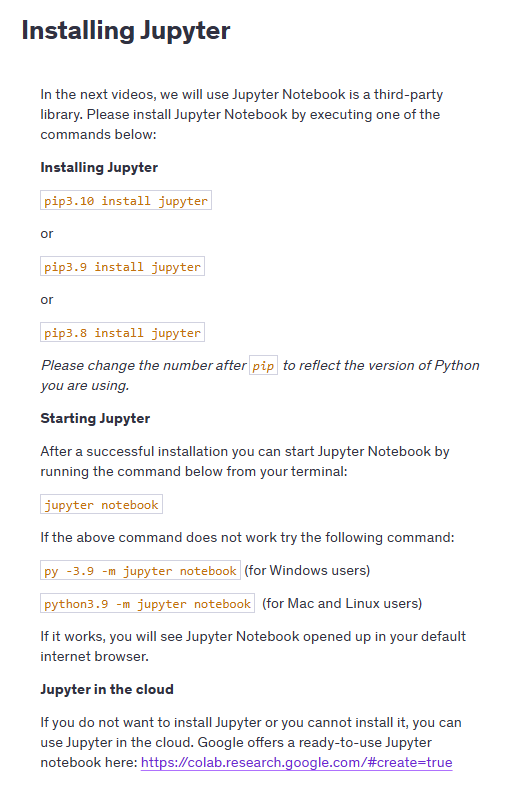 Installing Jupyter
In the next videos, we will use Jupyter Notebook is a third-party
library. Please install Jupyter Notebook by executing one of the
commands below:
Installing Jupyter
pip3.10 install jupyter
or
pip3.9 install jupyter
or
pip3.8 install jupyter
Please change the number after pip to reflect the version of Python
you are using.
Starting Jupyter
After a successful installation you can start Jupyter Notebook by
running the command below from your terminal:
jupyter notebook
If the above command does not work try the following command:
py -3.9 -m jupyter notebook (for Windows users)
python3.9 -m jupyter notebook (for Mac and Linux users)
If it works, you will see Jupyter Notebook opened up in your default
internet browser.
Jupyter in the cloud
If you do not want to install Jupyter or you cannot install it, you can
use Jupyter in the cloud. Google offers a ready-to-use Jupyter
notebook here: https://colab.research.google.com/#create=true